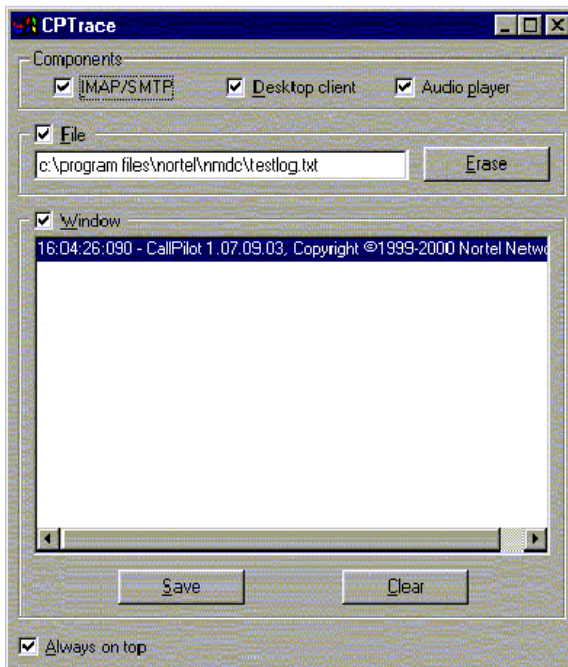 CPTrace
Components
IMAP/SMTP Desktop client Audio player
File
c:\program files\nortel\nmdc\testlog.txt Erase
Window
16:04:26:090 - CallPilot 1.07.09.03, Copyright ©1999-2000 Nortel Netwo
Save Clear
Always on top